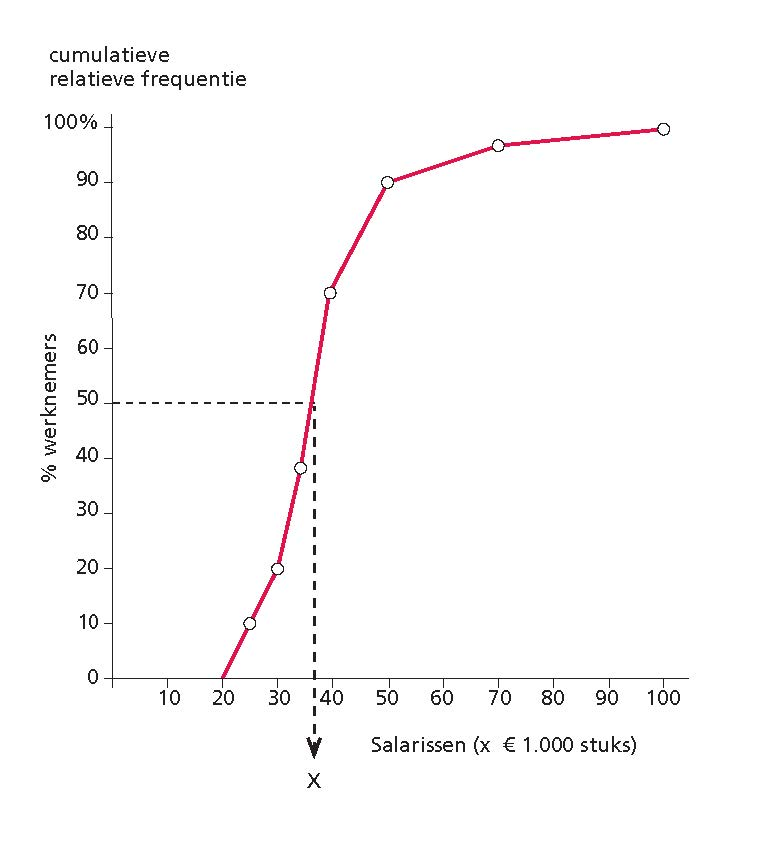 cumulatieve
relatieve frequentie
100%
90
80
70
60
50
40
30
20
10
0
% werknemers
10 20 30 40 50 60 70 80 90 100
Salarissen (x € 1.000 stuks)
X